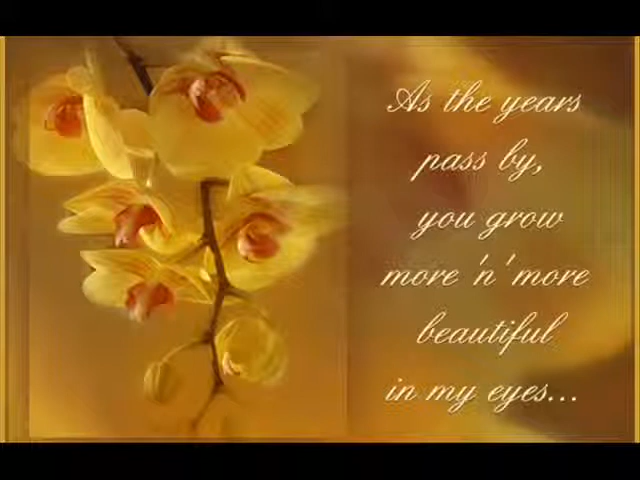 As the years
pass by,
you grow
more 'n' more
beautiful
in my eyes...